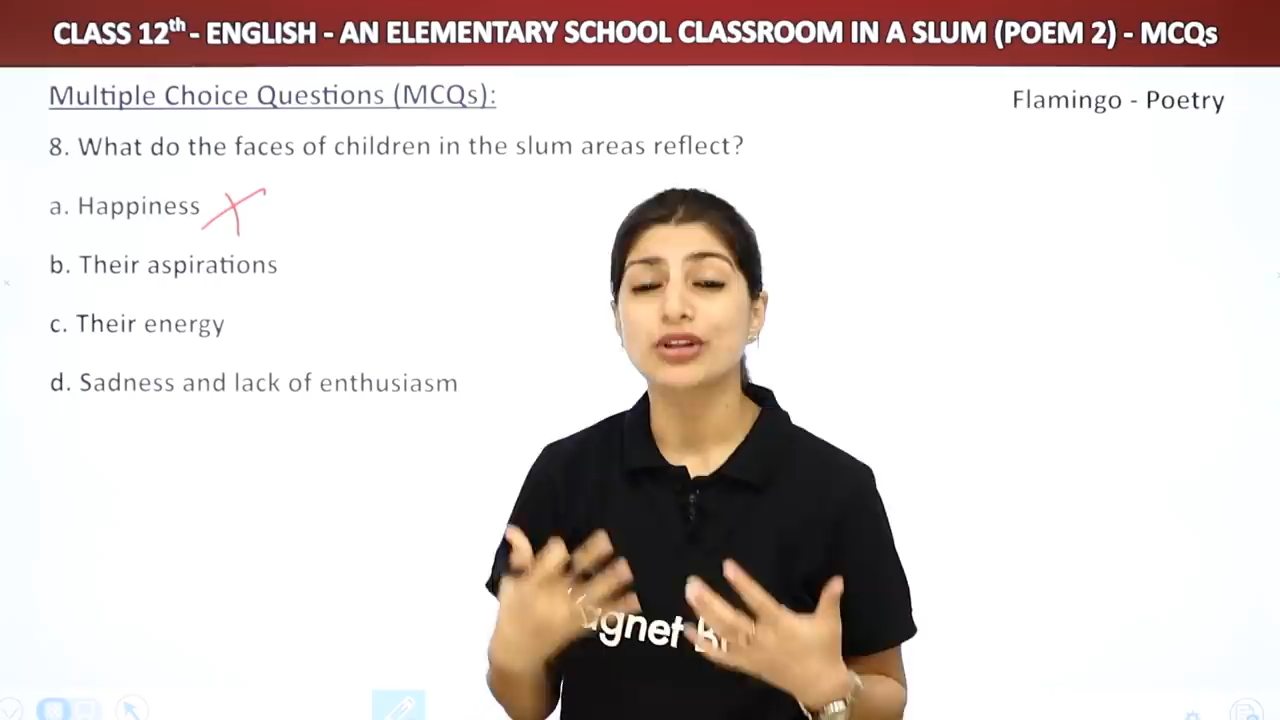 CLASS 12th - ENGLISH - AN ELEMENTARY SCHOOL CLASSROOM IN A SLUM (POEM 2) - MCQs
Multiple Choice Questions (MCQs):
Flamingo - Poetry
8. What do the faces of children in the slum areas reflect?
a. Happiness
b. Their aspirations
c. Their energy
d. Sadness and lack of enthusiasm